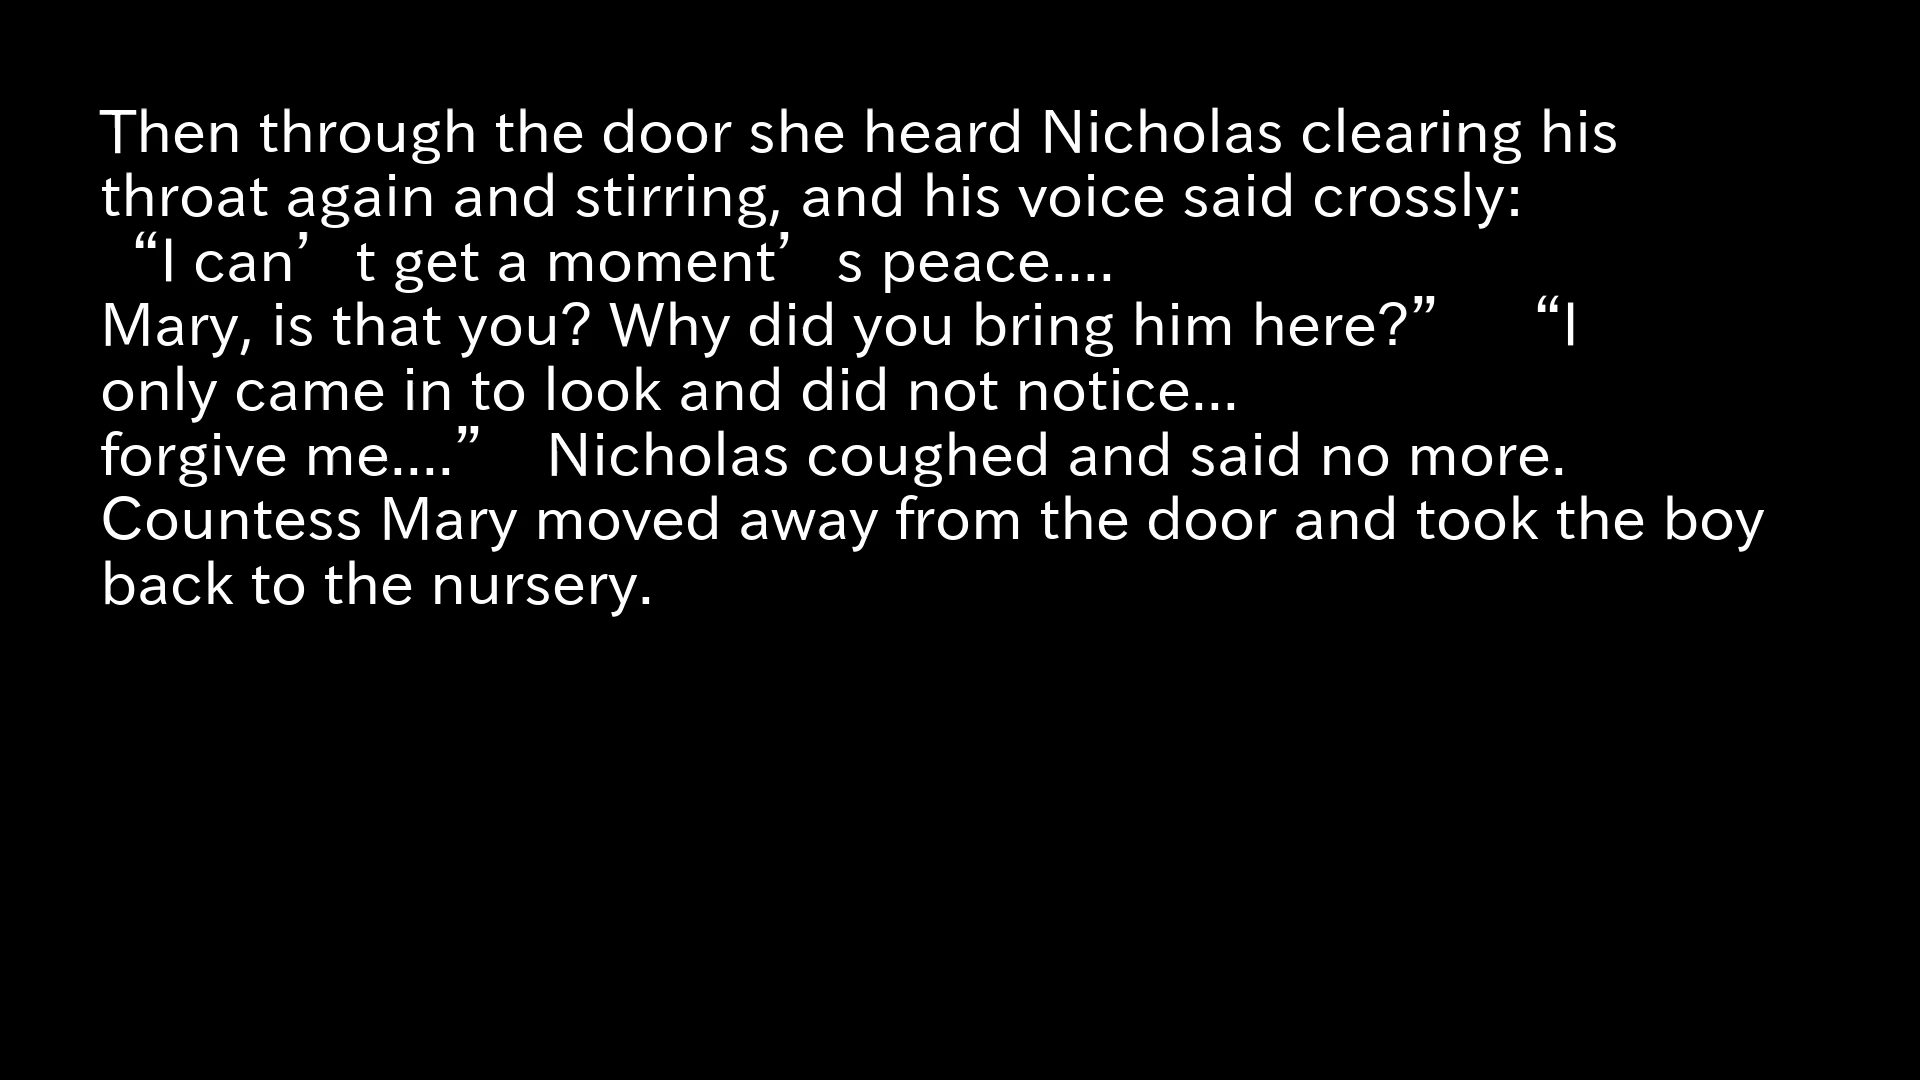 Then through the door she heard Nicholas clearing his
throat again and stirring, and his voice said crossly:
“I can’t get a moment’s peace....
Mary, is that you? Why did you bring him here?” “I
only came in to look and did not notice...
forgive me....” Nicholas coughed and said no more.
Countess Mary moved away from the door and took the boy
back to the nursery.